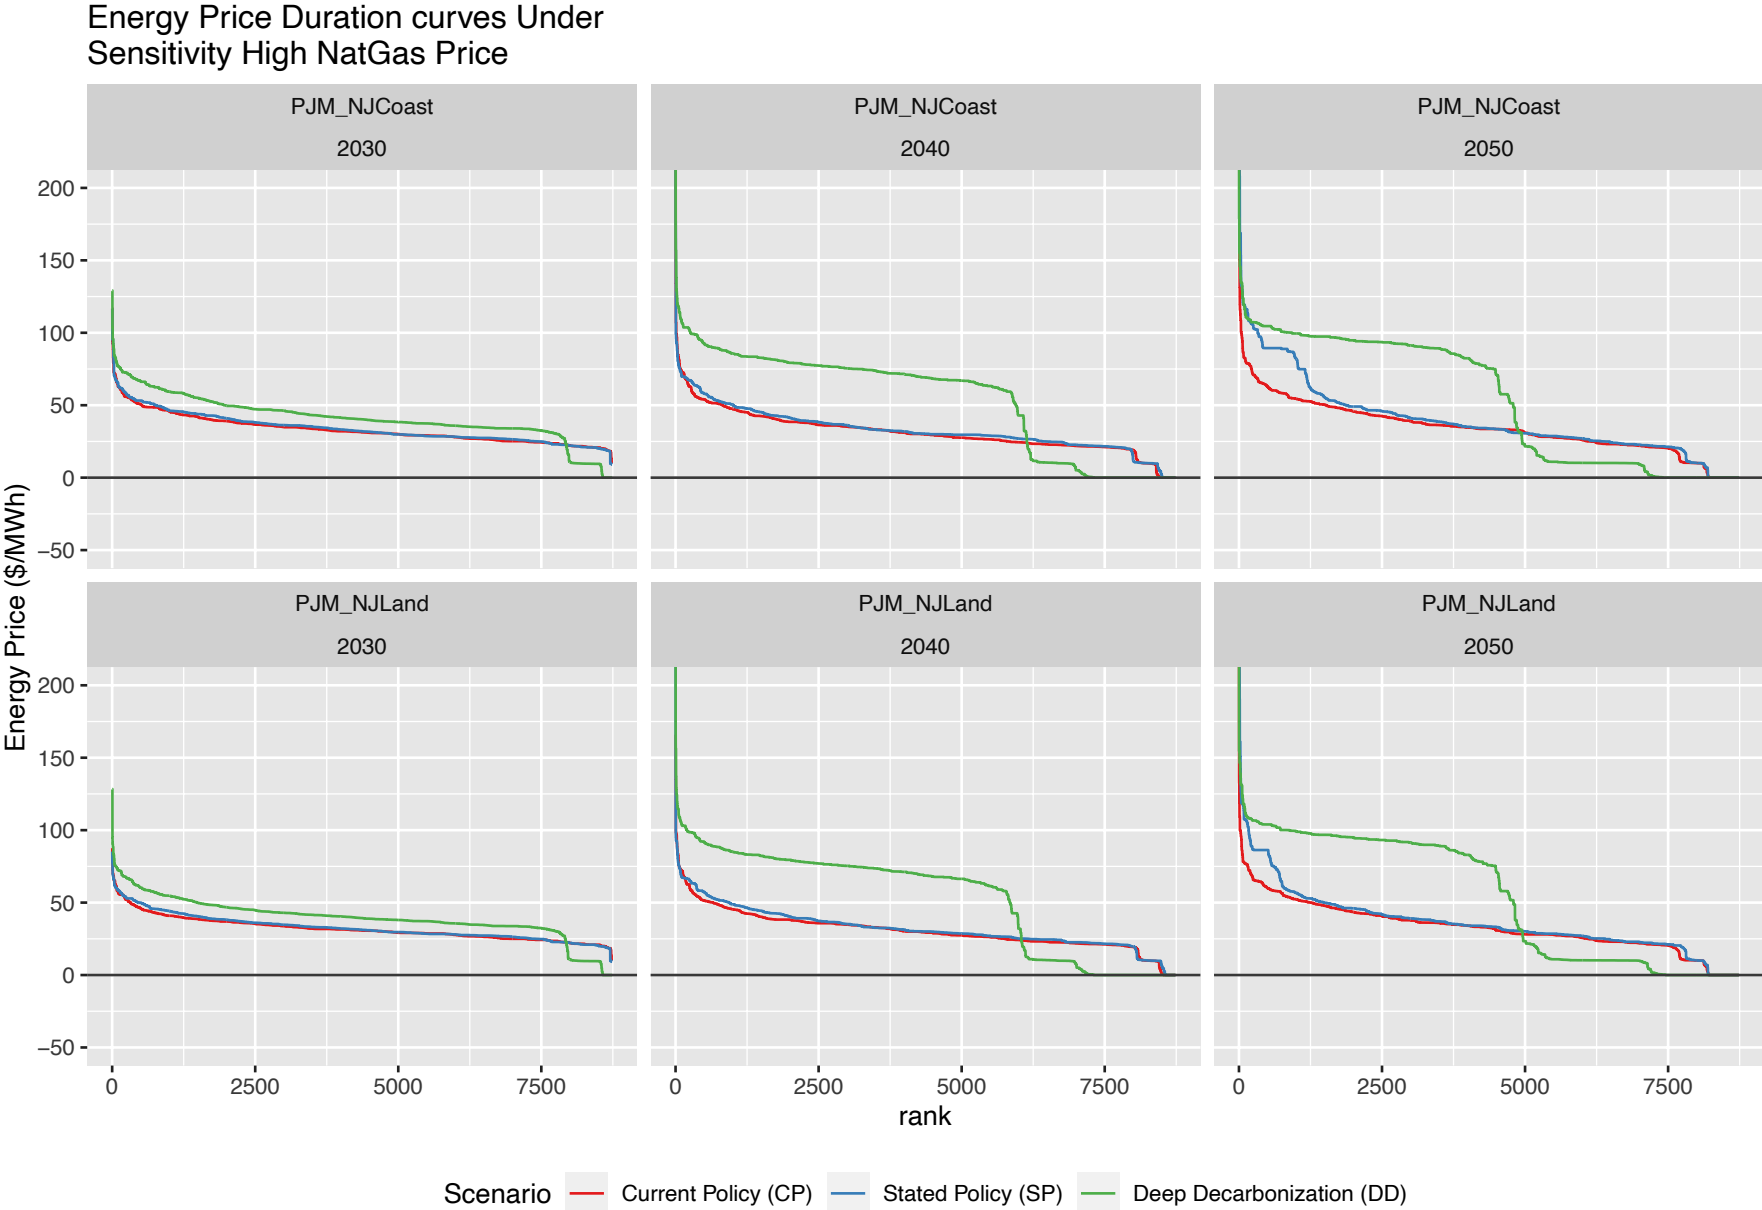 Energy Price Duration curves Under
Sensitivity High NatGas Price
PJM_NJCoast
2030
PJM_NJCoast
2040
PJM_NJCoast
2050
200
150
100
50
0
−50
Energy Price ($/MWh)
PJM_NJLand
2030
PJM_NJLand
2040
PJM_NJLand
2050
200
150
100
50
0
−50
0 2500 5000 7500
0 2500 5000 7500
0 2500 5000 7500
rank
Scenario Current Policy (CP) Stated Policy (SP) Deep Decarbonization (DD)